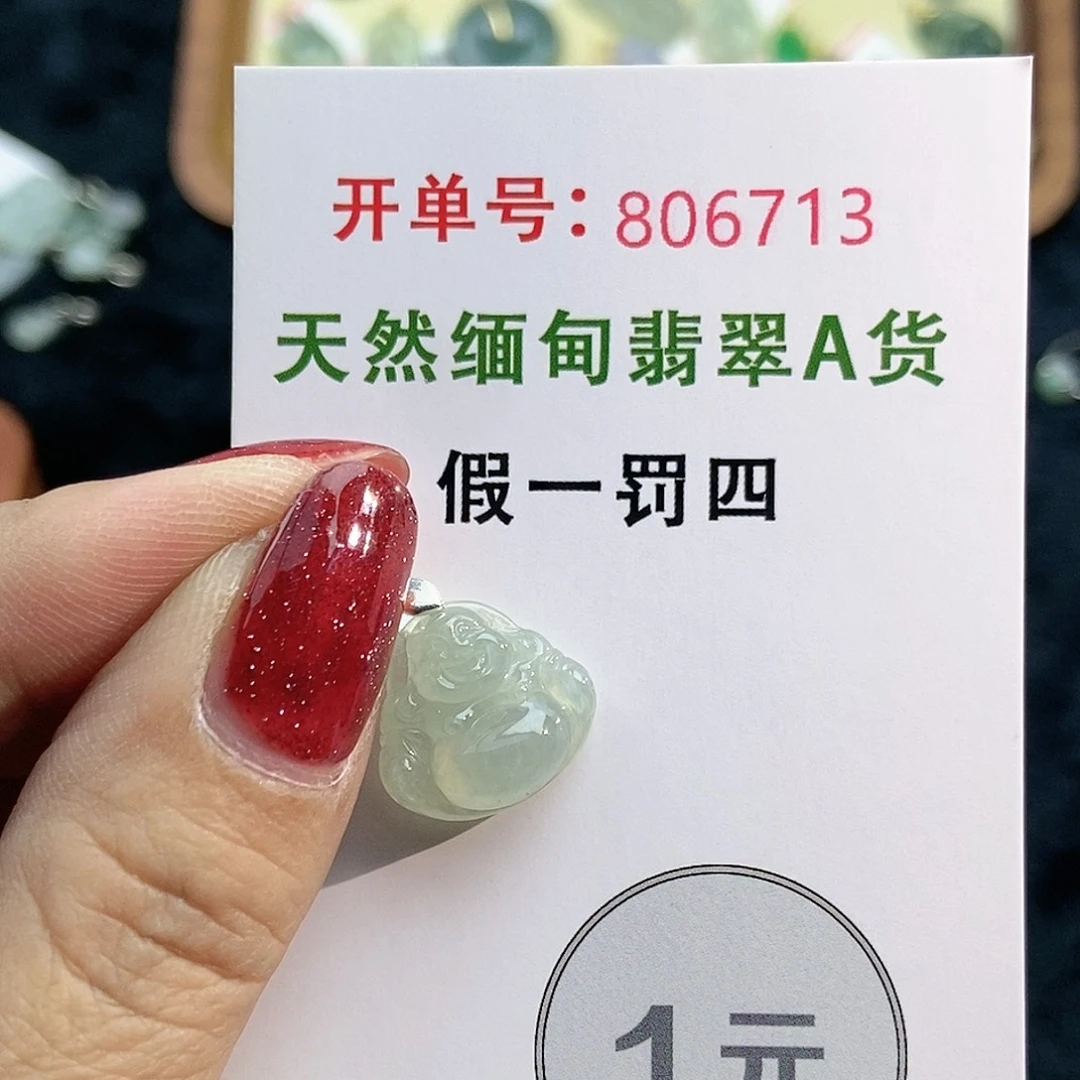 开单号：806713
天然缅甸翡翠A货
假一罚四
1元